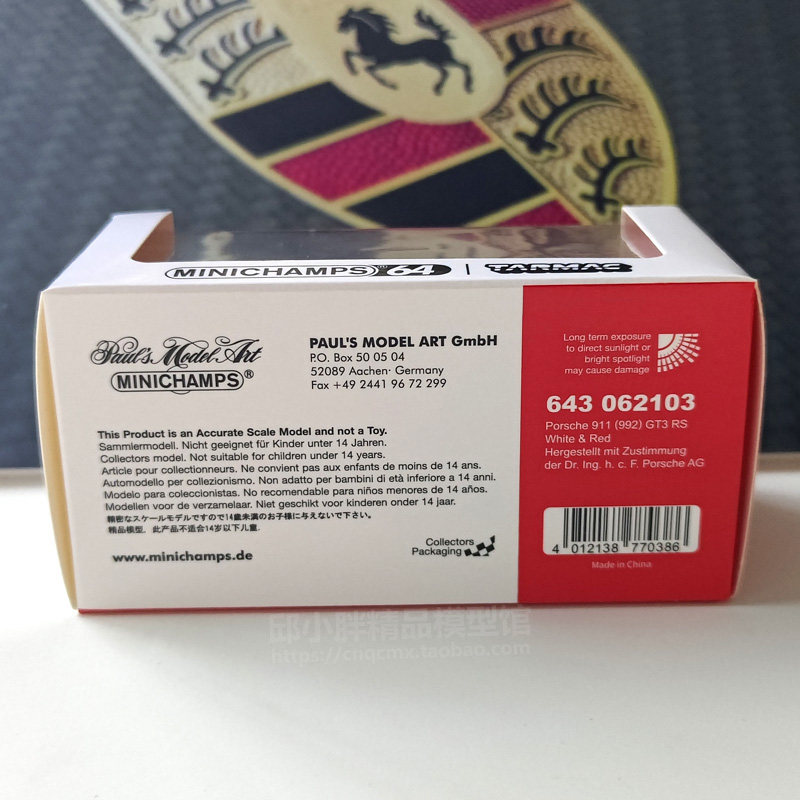 MINICHAMPS® 64 | TARMAC
Paul's Model Art
MINICHAMPS®
PAUL'S MODEL ART GmbH
P.O. Box 50 05 04
52089 Aachen· Germany
Fax +49 2441 96 72 299
This Product is an Accurate Scale Model and not a Toy.
Sammlermodell. Nicht geeignet für Kinder unter 14 Jahren.
Collectors model. Not suitable for children under 14 years.
Article pour collectionneurs. Ne convient pas aux enfants de moins de 14 ans.
Automodello per collezionismo. Non adatto per bambini di età inferiore a 14 anni.
Modelo para coleccionistas. No recomendable para niños menores de 14 años.
Modellen voor de verzamelaar. Niet geschikt voor kinderen onder 14 jaar.
精密なスケールモデルですので14歳未満のお子様に与えないで下さい。
精品模型，此产品不适合14岁以下儿童.
www.minichamps.de
Collectors
Packaging
Long term exposure
to direct sunlight or
bright spotlight
may cause damage
643 062103
Porsche 911 (992) GT3 RS
White & Red
Hergestellt mit Zustimmung
der Dr. Ing. h. c. F. Porsche AG
4 012138 770386
Made in China
邱小胖精品模型馆
https://cnqcmx.taobao.com